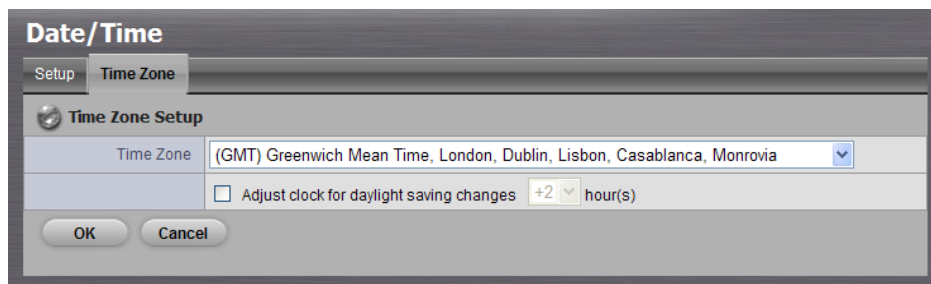 Date/Time
Setup Time Zone
Time Zone Setup
Time Zone (GMT) Greenwich Mean Time, London, Dublin, Lisbon, Casablanca, Monrovia
Adjust clock for daylight saving changes +2 hour(s)
OK Cancel